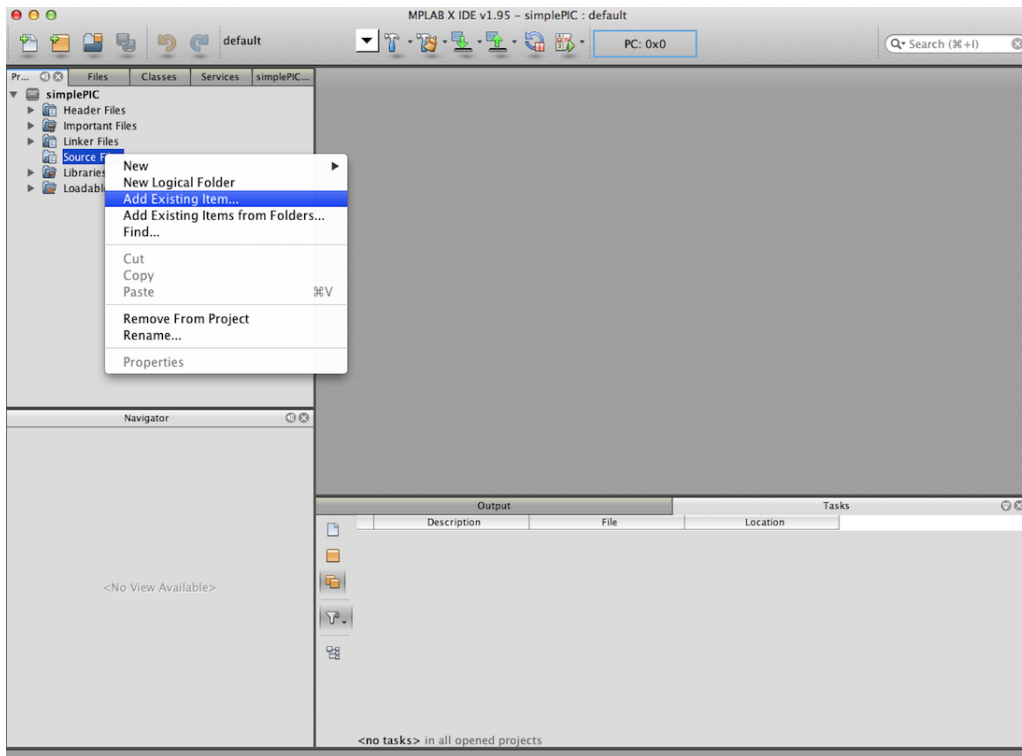 MPLAB X IDE v1.95 – simplePIC : default
default
PC: 0x0
Search (⌘+I)
Pr...
Files
Classes
Services
simplePIC...
simplePIC
Header Files
Important Files
Linker Files
Source F
Libraries
Loadabl
New
New Logical Folder
Add Existing Item...
Add Existing Items from Folders...
Find...
Cut
Copy
Paste ⌘V
Remove From Project
Rename...
Properties
Navigator
<No View Available>
Output
Tasks
Description
File
Location
<no tasks> in all opened projects